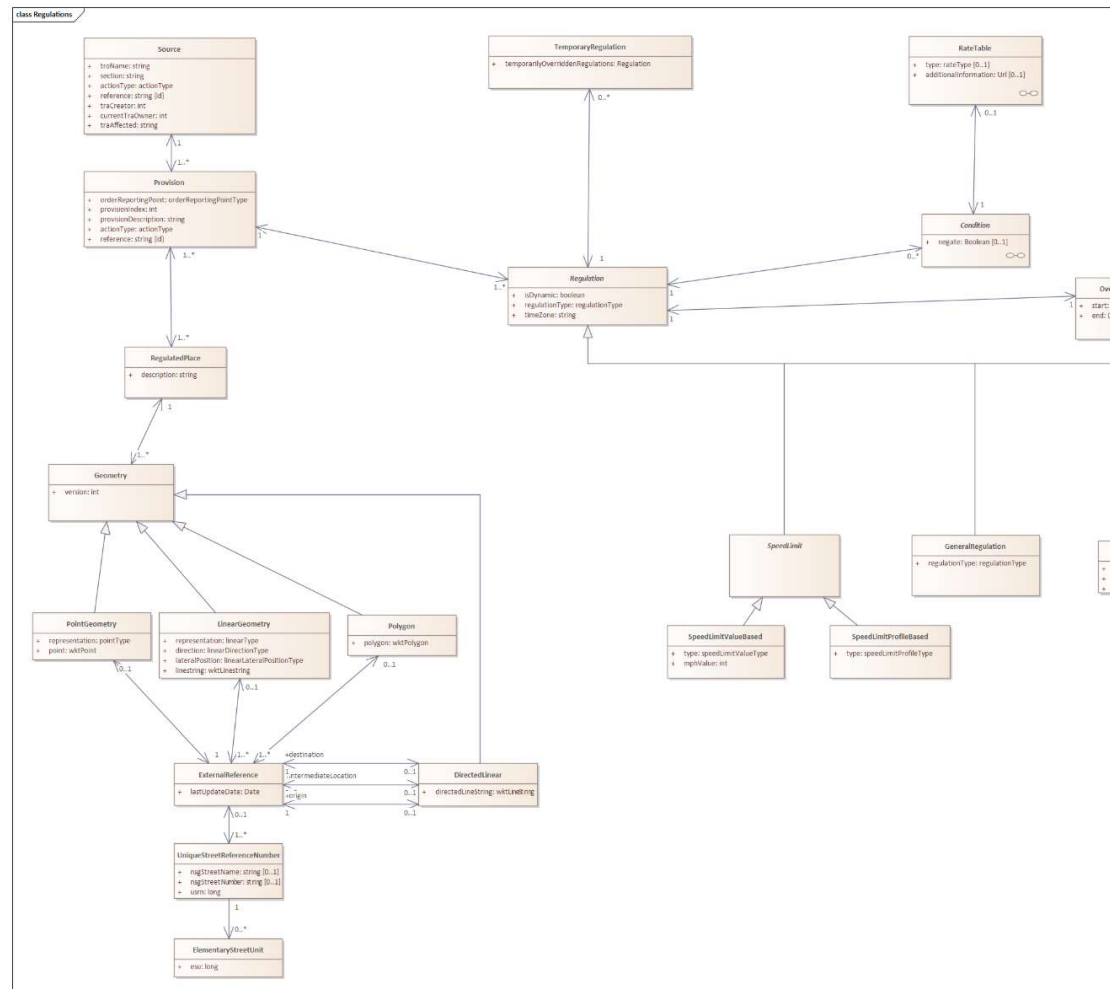 class Regulations
Source
+ troName: string
+ section: string
+ actionType: actionType
+ reference: string {id}
+ traCreator: int
+ currentTraOwner: int
+ traAffected: string
1
1..*
Provision
+ orderReportingPoint: orderReportingPointType
+ provisionIndex: int
+ provisionDescription: string
+ actionType: actionType
+ reference: string {id}
1..*
1
1..*
RegulatedPlace
+ description: string
1
1..*
Geometry
+ version: int
PointGeometry
+ representation: pointType
+ point: wktPoint
0..1
LinearGeometry
+ representation: linearType
+ direction: linearDirectionType
+ lateralPosition: linearLateralPositionType
+ linestring: wktLinestring
0..1
Polygon
+ polygon: wktPolygon
0..1
1
1..*
1..*
ExternalReference
+ lastUpdateDate: Date
+destination
1
0..1
intermediateLocation
0..1
+origin
1
0..1
DirectedLinear
+ directedLineString: wktLineString
0..1
1..*
UniqueStreetReferenceNumber
+ nsgStreetName: string [0..1]
+ nsgStreetNumber: string [0..1]
+ usrn: long
1
0..*
ElementaryStreetUnit
+ esu: long
TemporaryRegulation
+ temporarilyOverriddenRegulations: Regulation
0..*
1
Regulation
+ isDynamic: boolean
+ regulationType: regulationType
+ timeZone: string
1..*
1
1
RateTable
+ type: rateType [0..1]
+ additionalInformation: Url [0..1]
0..1
1
Condition
+ negate: Boolean [0..1]
0..*
1
+ start:
+ end:
SpeedLimit
GeneralRegulation
+ regulationType: regulationType
+
+
+
SpeedLimitValueBased
+ type: speedLimitValueType
+ mphValue: int
SpeedLimitProfileBased
+ type: speedLimitProfileType